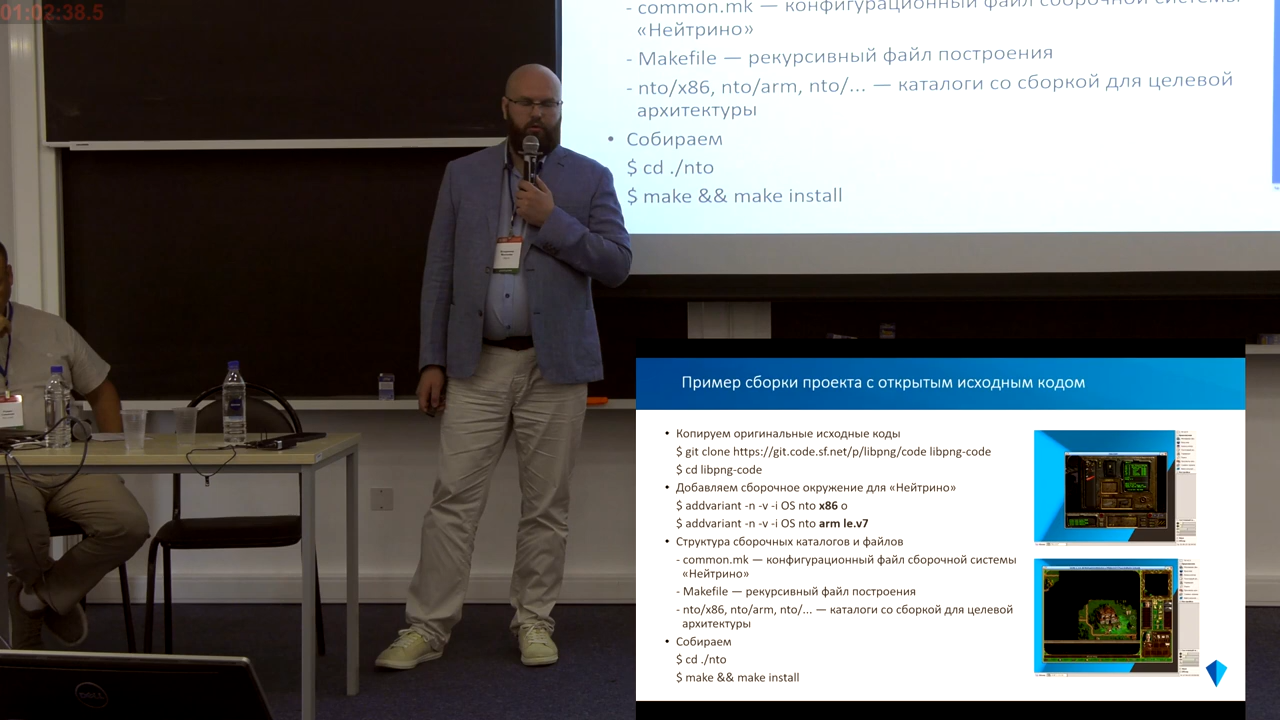 01:02:38.5
- common.mk — конфигурационный файл сборочной системы
«Нейтрино»
- Makefile — рекурсивный файл построения
- nto/x86, nto/arm, nto/... — каталоги со сборкой для целевой
архитектуры
• Собираем
$ cd ./nto
$ make && make install
Пример сборки проекта с открытым исходным кодом
• Копируем оригинальные исходные коды
$ git clone https://git.code.sf.net/p/libpng/code libpng-code
$ cd libpng-code
• Добавляем сборочное окружение для «Нейтрино»
$ addvariant -n -v -i OS nto x86 o
$ addvariant -n -v -i OS nto arm le.v7
• Структура сборочных каталогов и файлов
- common.mk — конфигурационный файл сборочной системы
«Нейтрино»
- Makefile — рекурсивный файл построения
- nto/x86, nto/arm, nto/... — каталоги со сборкой для целевой
архитектуры
• Собираем
$ cd ./nto
$ make && make install
DELL